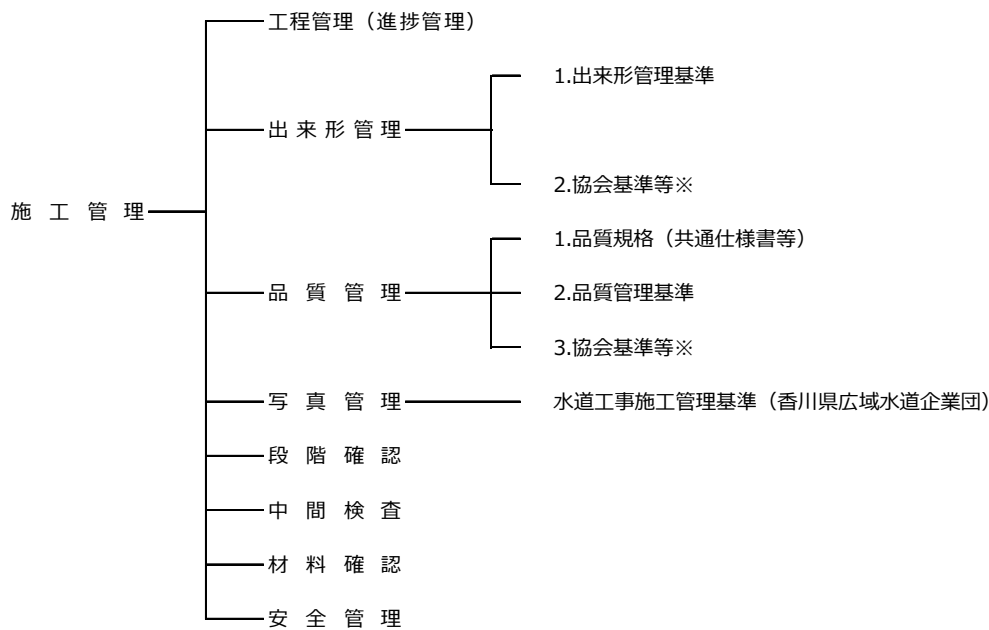 工程管理（進捗管理）
1.出来形管理基準
出来形管理
2.協会基準等※
施工管理
1.品質規格（共通仕様書等）
品質管理
2.品質管理基準
3.協会基準等※
写真管理
水道工事施工管理基準（香川県広域水道企業団）
段階確認
中間検査
材料確認
安全管理